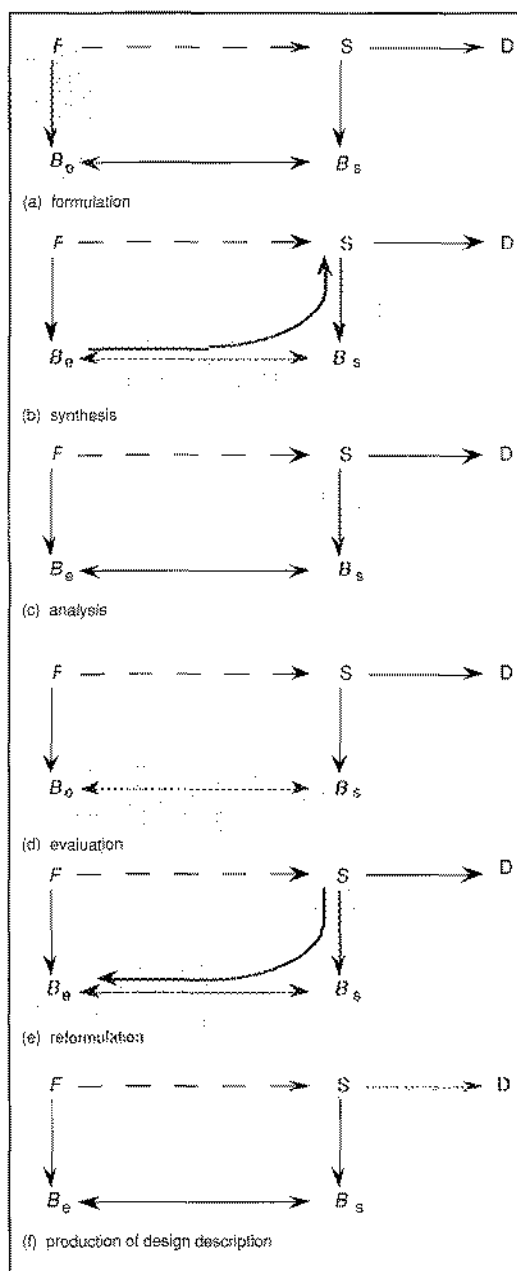 F S D
Be Bs
(a) formulation
F S D
Be Bs
(b) synthesis
F S D
Be Bs
(c) analysis
F S D
Be Bs
(d) evaluation
F S D
Be Bs
(e) reformulation
F S D
Be Bs
(f) production of design description